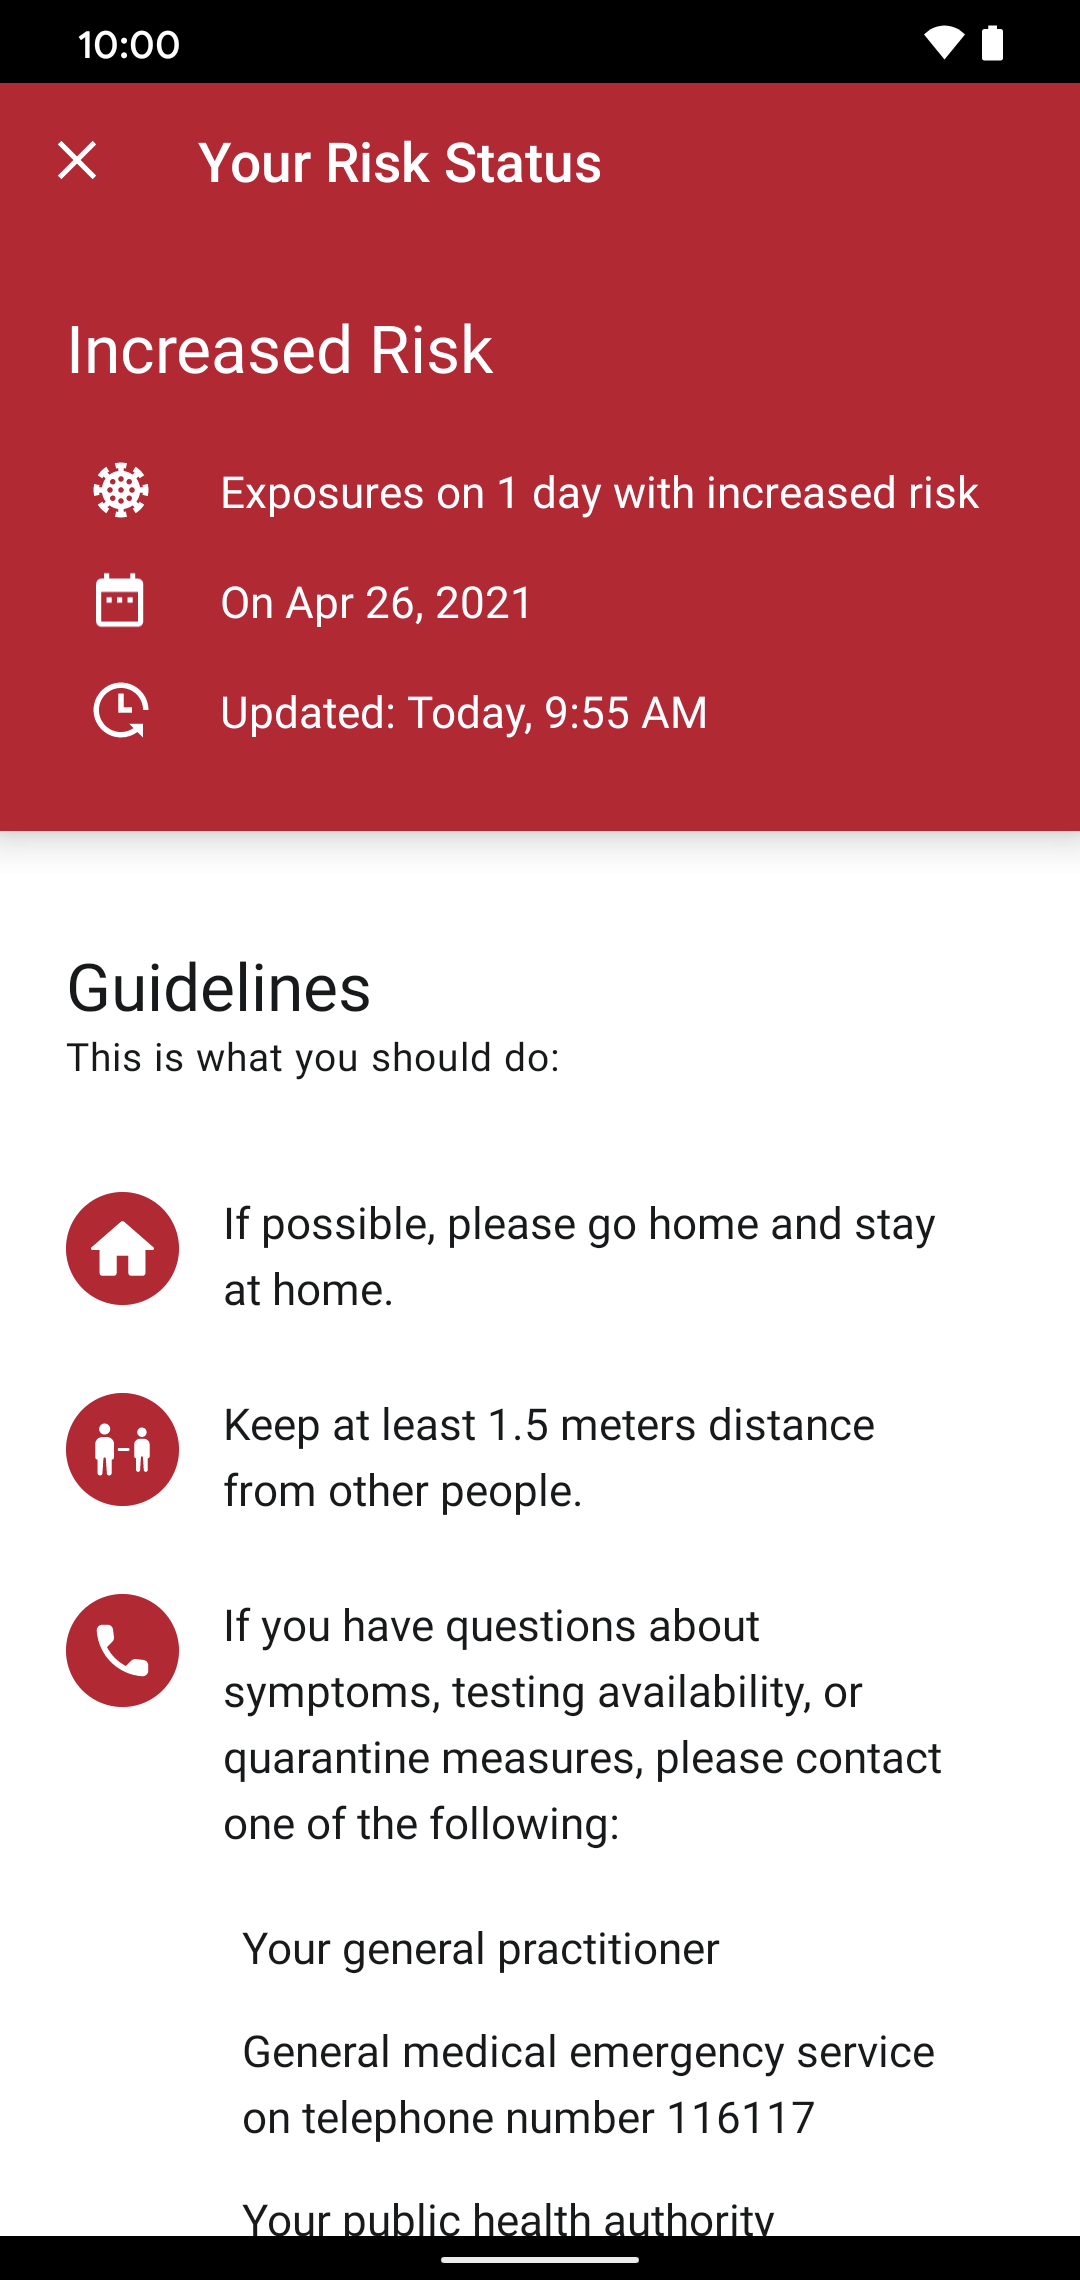 10:00
Your Risk Status
Increased Risk
Exposures on 1 day with increased risk
On Apr 26, 2021
Updated: Today, 9:55 AM
Guidelines
This is what you should do:
If possible, please go home and stay
at home.
Keep at least 1.5 meters distance
from other people.
If you have questions about
symptoms, testing availability, or
quarantine measures, please contact
one of the following:
Your general practitioner
General medical emergency service
on telephone number 116117
Your public health authority